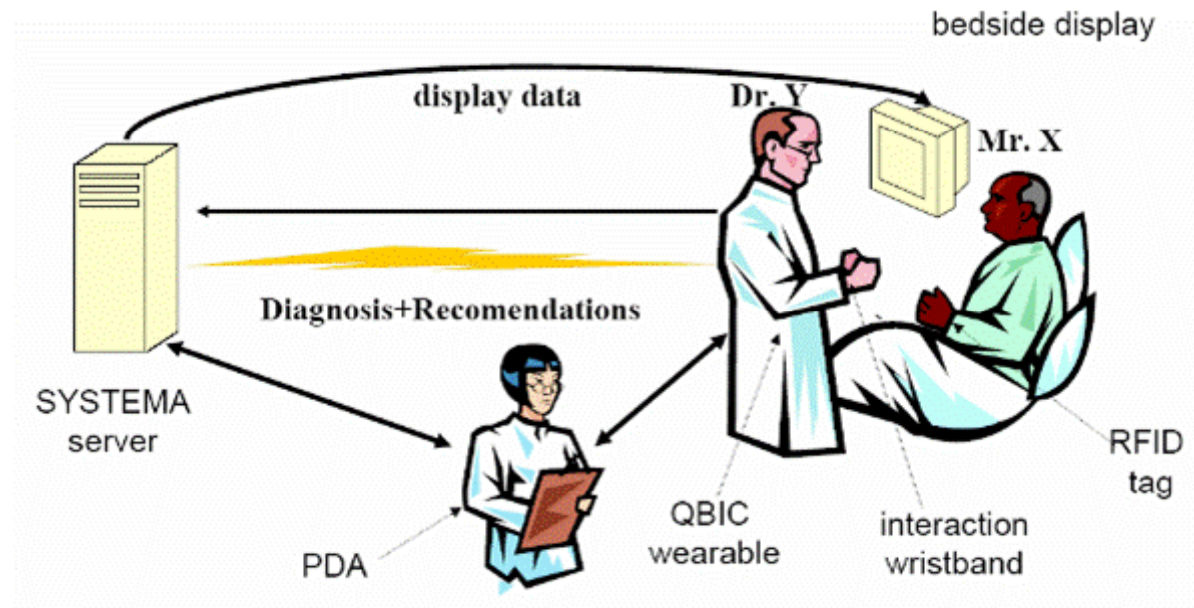 bedside display
display data
Dr. Y
Mr. X
Diagnosis+Recomendations
SYSTEMA
server
PDA
QBIC
wearable
interaction
wristband
RFID
tag